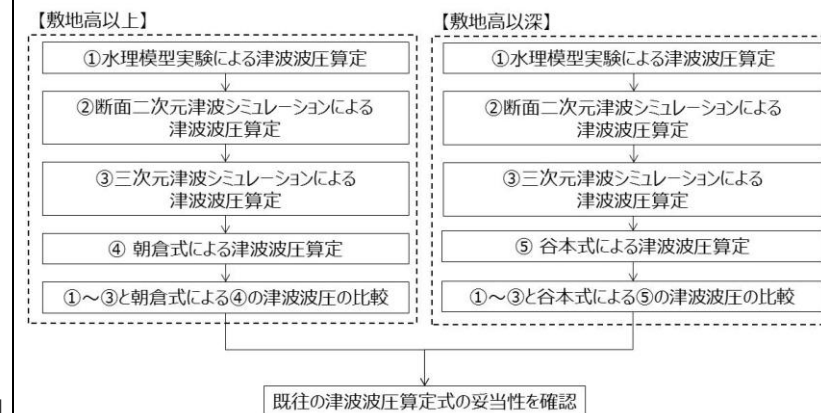 【敷地高以上】
①水理模型実験による津波波圧算定
②断面二次元津波シミュレーションによる
津波波圧算定
③三次元津波シミュレーションによる
津波波圧算定
④ 朝倉式による津波波圧算定
①～③と朝倉式による④の津波波圧の比較
【敷地高以深】
①水理模型実験による津波波圧算定
②断面二次元津波シミュレーションによる
津波波圧算定
③三次元津波シミュレーションによる
津波波圧算定
⑤ 谷本式による津波波圧算定
①～③と谷本式による⑤の津波波圧の比較
既往の津波波圧算定式の妥当性を確認